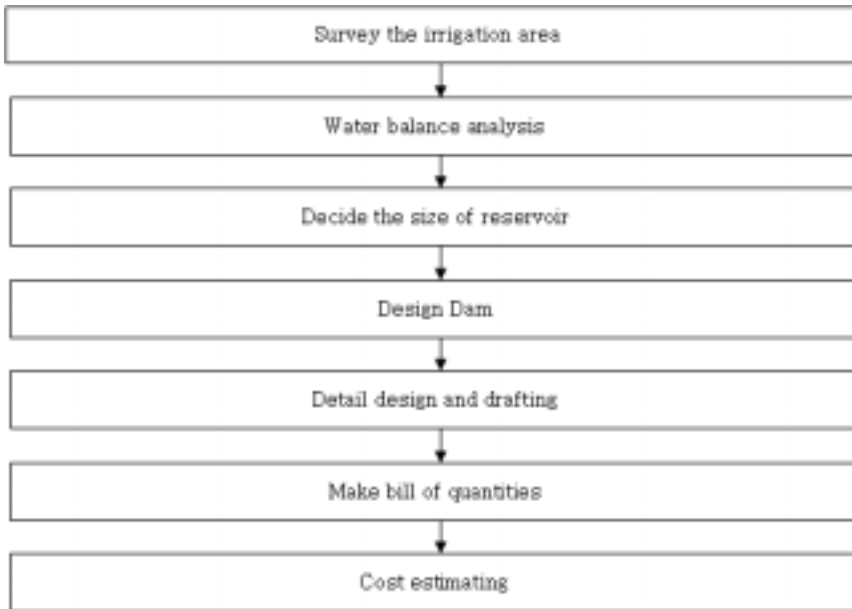 Survey the irrigation area
Water balance analysis
Decide the size of reservoir
Design Dam
Detail design and drafting
Make bill of quantities
Cost estimating